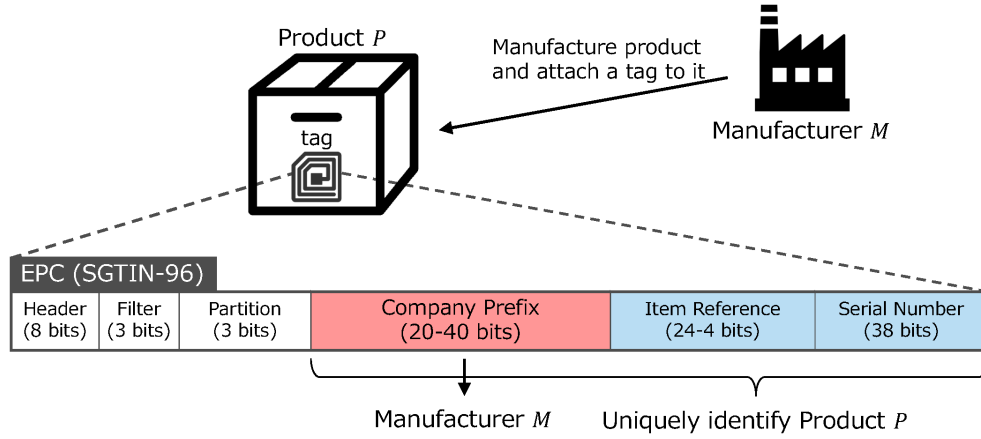 Product P
Manufacture product
and attach a tag to it
tag
Manufacturer M
EPC (SGTIN-96)
Header
(8 bits)
Filter
(3 bits)
Partition
(3 bits)
Company Prefix
(20-40 bits)
Item Reference
(24-4 bits)
Serial Number
(38 bits)
Manufacturer M
Uniquely identify Product P